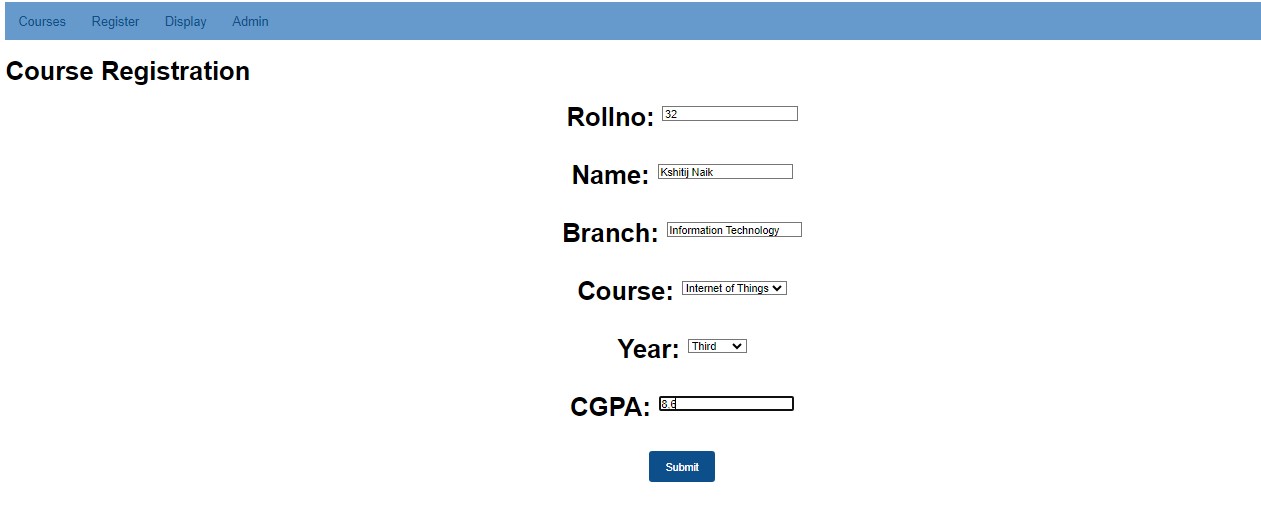 Courses Register Display Admin
Course Registration
Rollno: 32
Name: Kshitij Naik
Branch: Information Technology
Course: Internet of Things
Year: Third
CGPA: 8.6
Submit